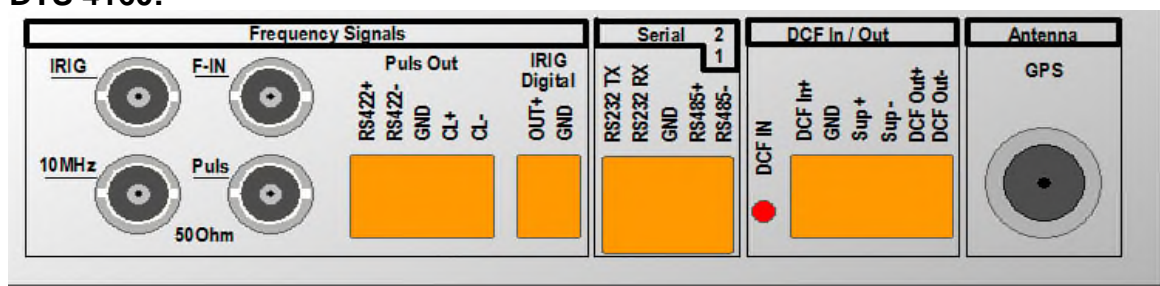 Frequency Signals
IRIG
F-IN
10MHz
Puls
50Ohm
Puls Out
RS422+
RS422-
GND
CL+
CL-
IRIG
Digital
OUT+
GND
Serial 2
1
RS232 TX
RS232 RX
GND
RS485+
RS485-
DCF In / Out
DCF IN
DCF In+
GND
Sup +
Sup -
DCF Out+
DCF Out-
Antenna
GPS